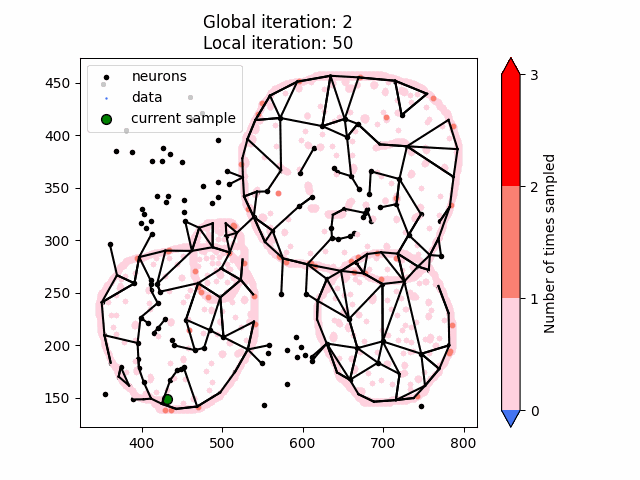 Global iteration: 2
Local iteration: 50
neurons
data
current sample
450
400
350
300
250
200
150
400
500
600
700
800
3
2
1
0
Number of times sampled